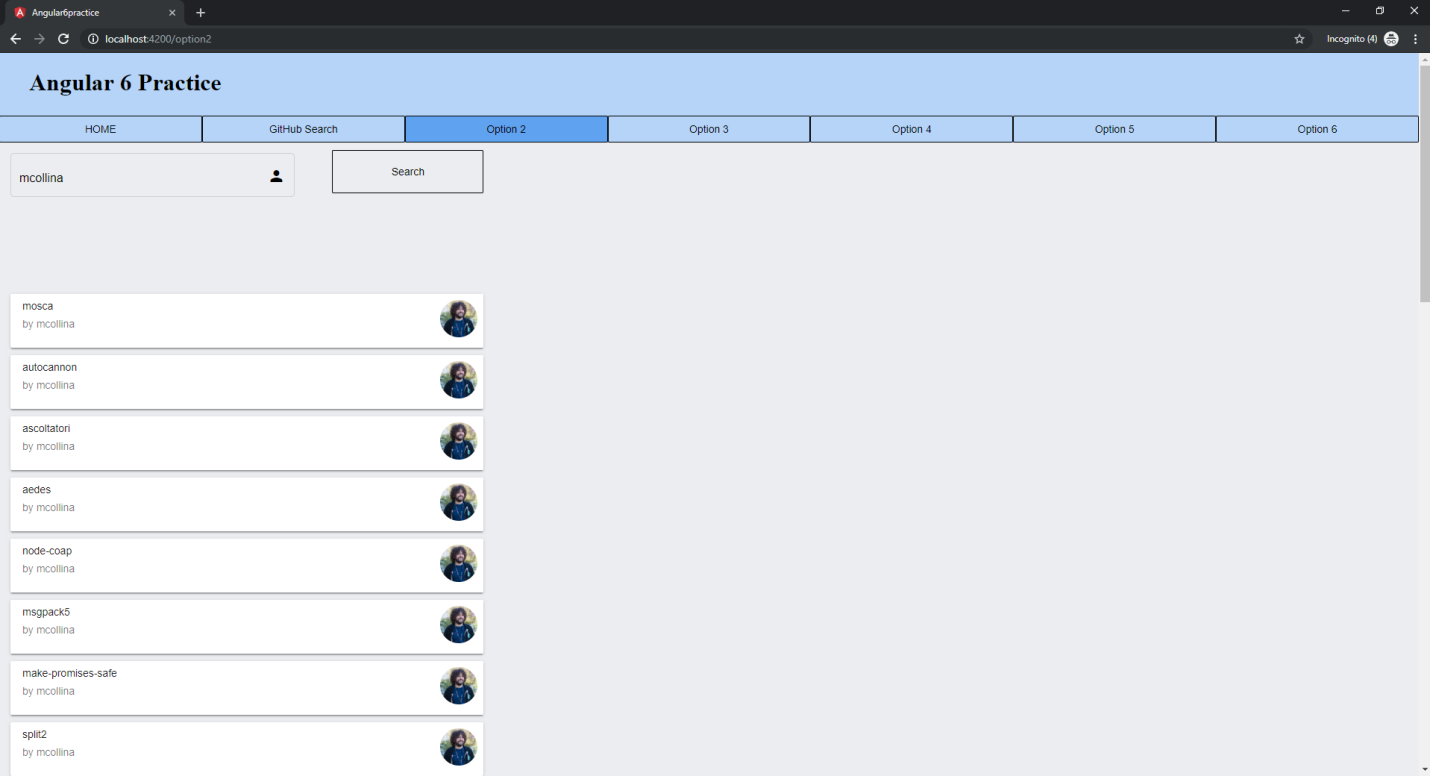 Angular6practice
localhost:4200/option2
Incognito (4)
Angular 6 Practice
HOME
GitHub Search
Option 2
Option 3
Option 4
Option 5
Option 6
mcollina
Search
mosca
by mcollina
autocannon
by mcollina
ascoltatori
by mcollina
aedes
by mcollina
node-coap
by mcollina
msgpack5
by mcollina
make-promises-safe
by mcollina
split2
by mcollina